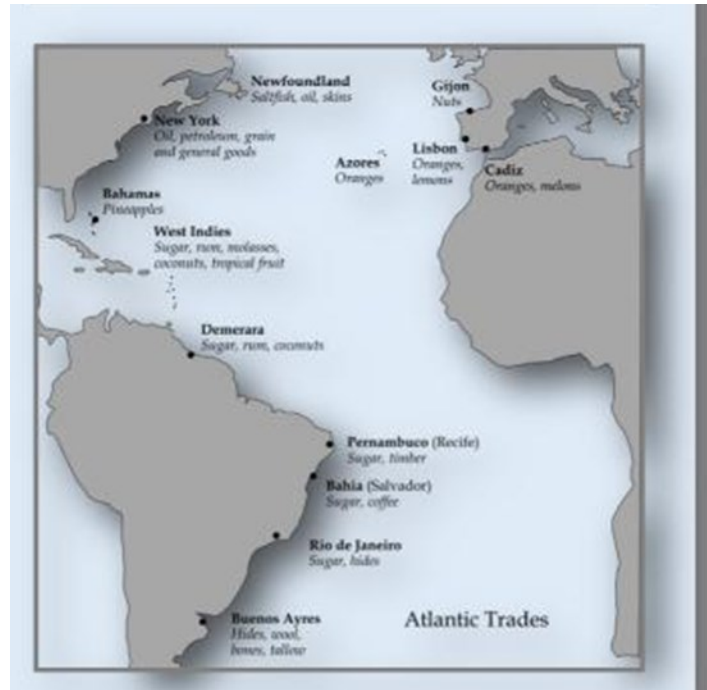 Newfoundland
Saltfish, oil, skins
Gijon
Nuts
New York
Oil, petroleum, grain
and general goods
Azores
Oranges
Lisbon
Oranges,
lemons
Cadiz
Oranges, melons
Bahamas
Pineapples
West Indies
Sugar, rum, molasses,
coconuts, tropical fruit
Demerara
Sugar, rum, coconuts
Pernambuco (Recife)
Sugar, timber
Bahia (Salvador)
Sugar, coffee
Rio de Janeiro
Sugar, hides
Buenos Ayres
Hides, wool,
bones, tallow
Atlantic Trades